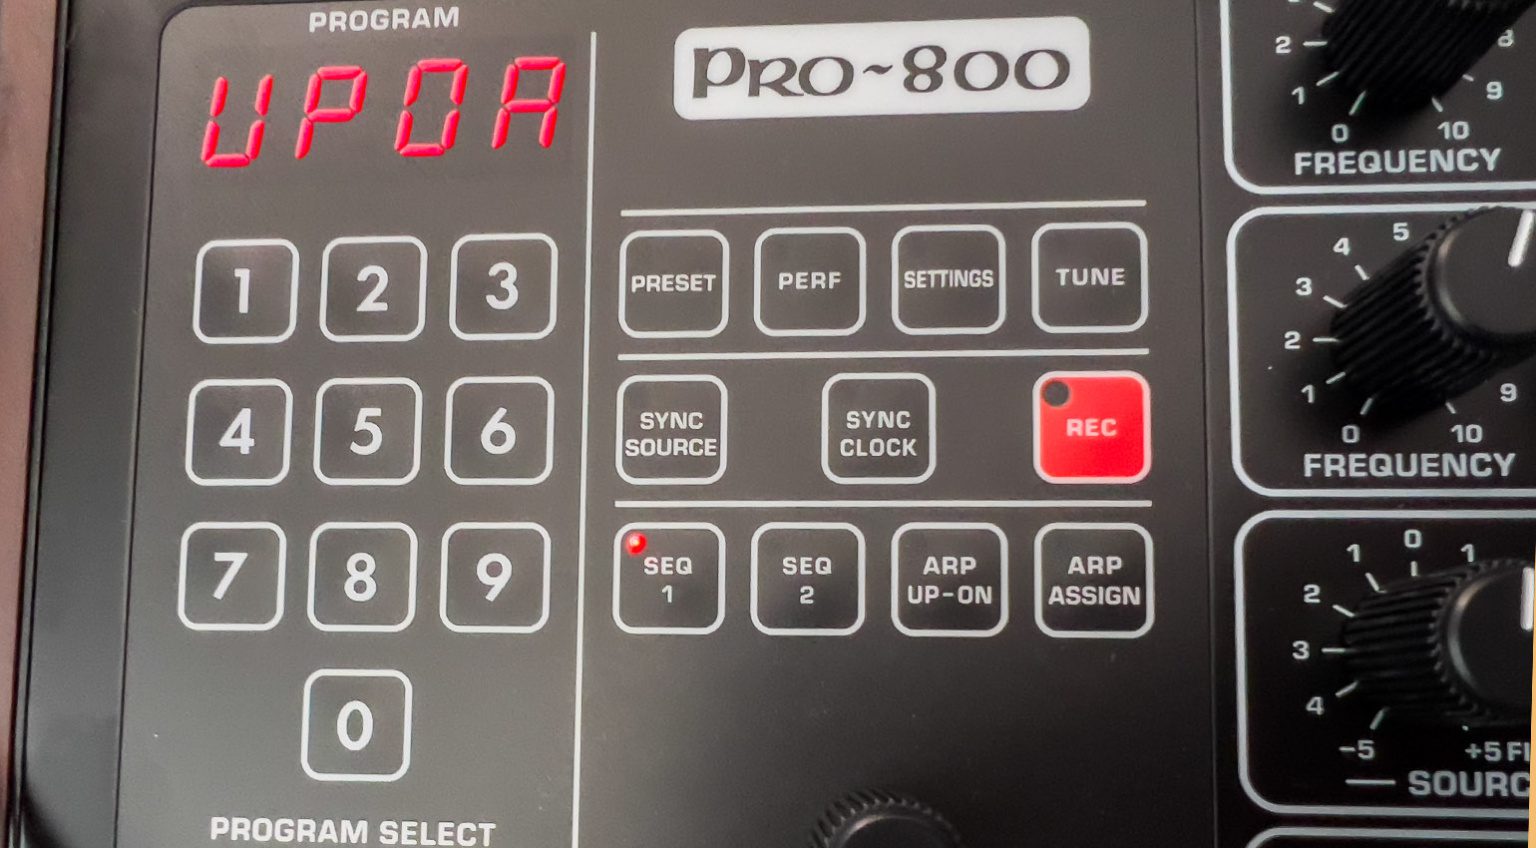 PROGRAM
UPDA
1 2 3
4 5 6
7 8 9
0
PROGRAM SELECT
PRO~800
PRESET PERF SETTINGS TUNE
SYNC SOURCE
SYNC CLOCK
REC
SEQ 1
SEQ 2
ARP UP-ON
ARP ASSIGN
2 8
1 9
0 10
FREQUENCY
4 5
3
2
1 9
0 10
FREQUENCY
1 0 1
2
3
4
-5 +5
SOURC